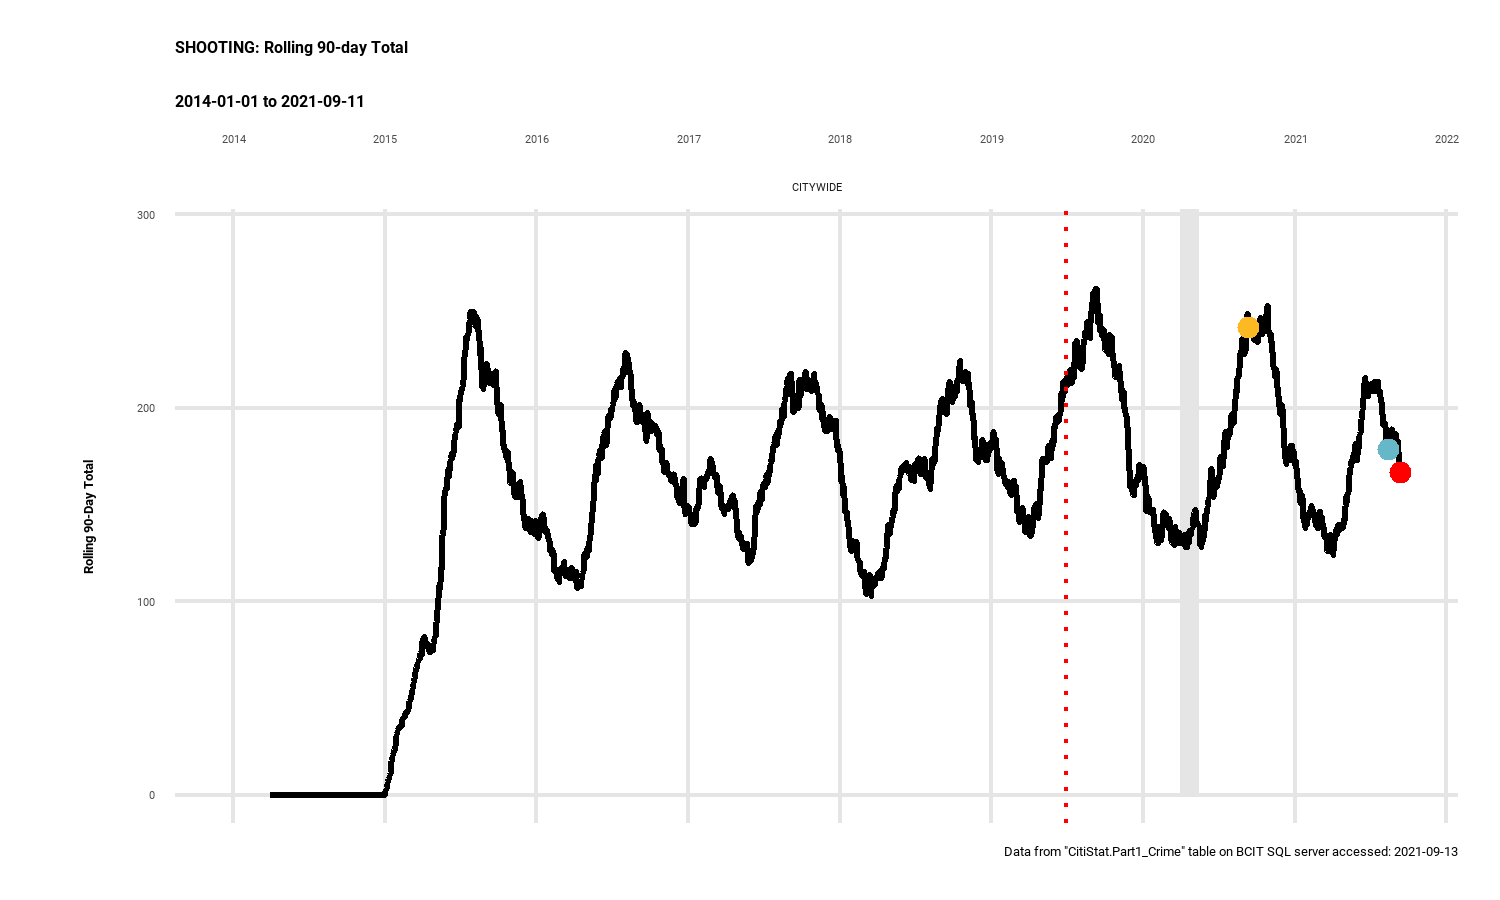 SHOOTING: Rolling 90-day Total
2014-01-01 to 2021-09-11
2014 2015 2016 2017 2018 2019 2020 2021 2022
CITYWIDE
300
200
100
0
Rolling 90-Day Total
Data from "CitiStat.Part1_Crime" table on BCIT SQL server accessed: 2021-09-13